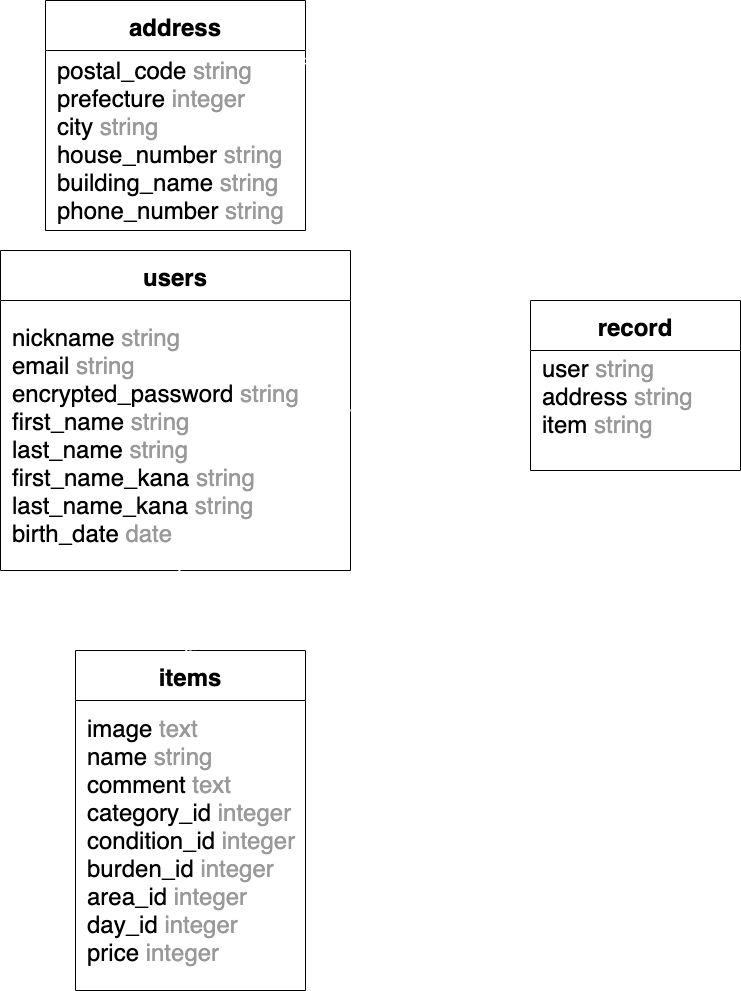 address
postal_code string
prefecture integer
city string
house_number string
building_name string
phone_number string
users
nickname string
email string
encrypted_password string
first_name string
last_name string
first_name_kana string
last_name_kana string
birth_date date
record
user string
address string
item string
items
image text
name string
comment text
category_id integer
condition_id integer
burden_id integer
area_id integer
day_id integer
price integer